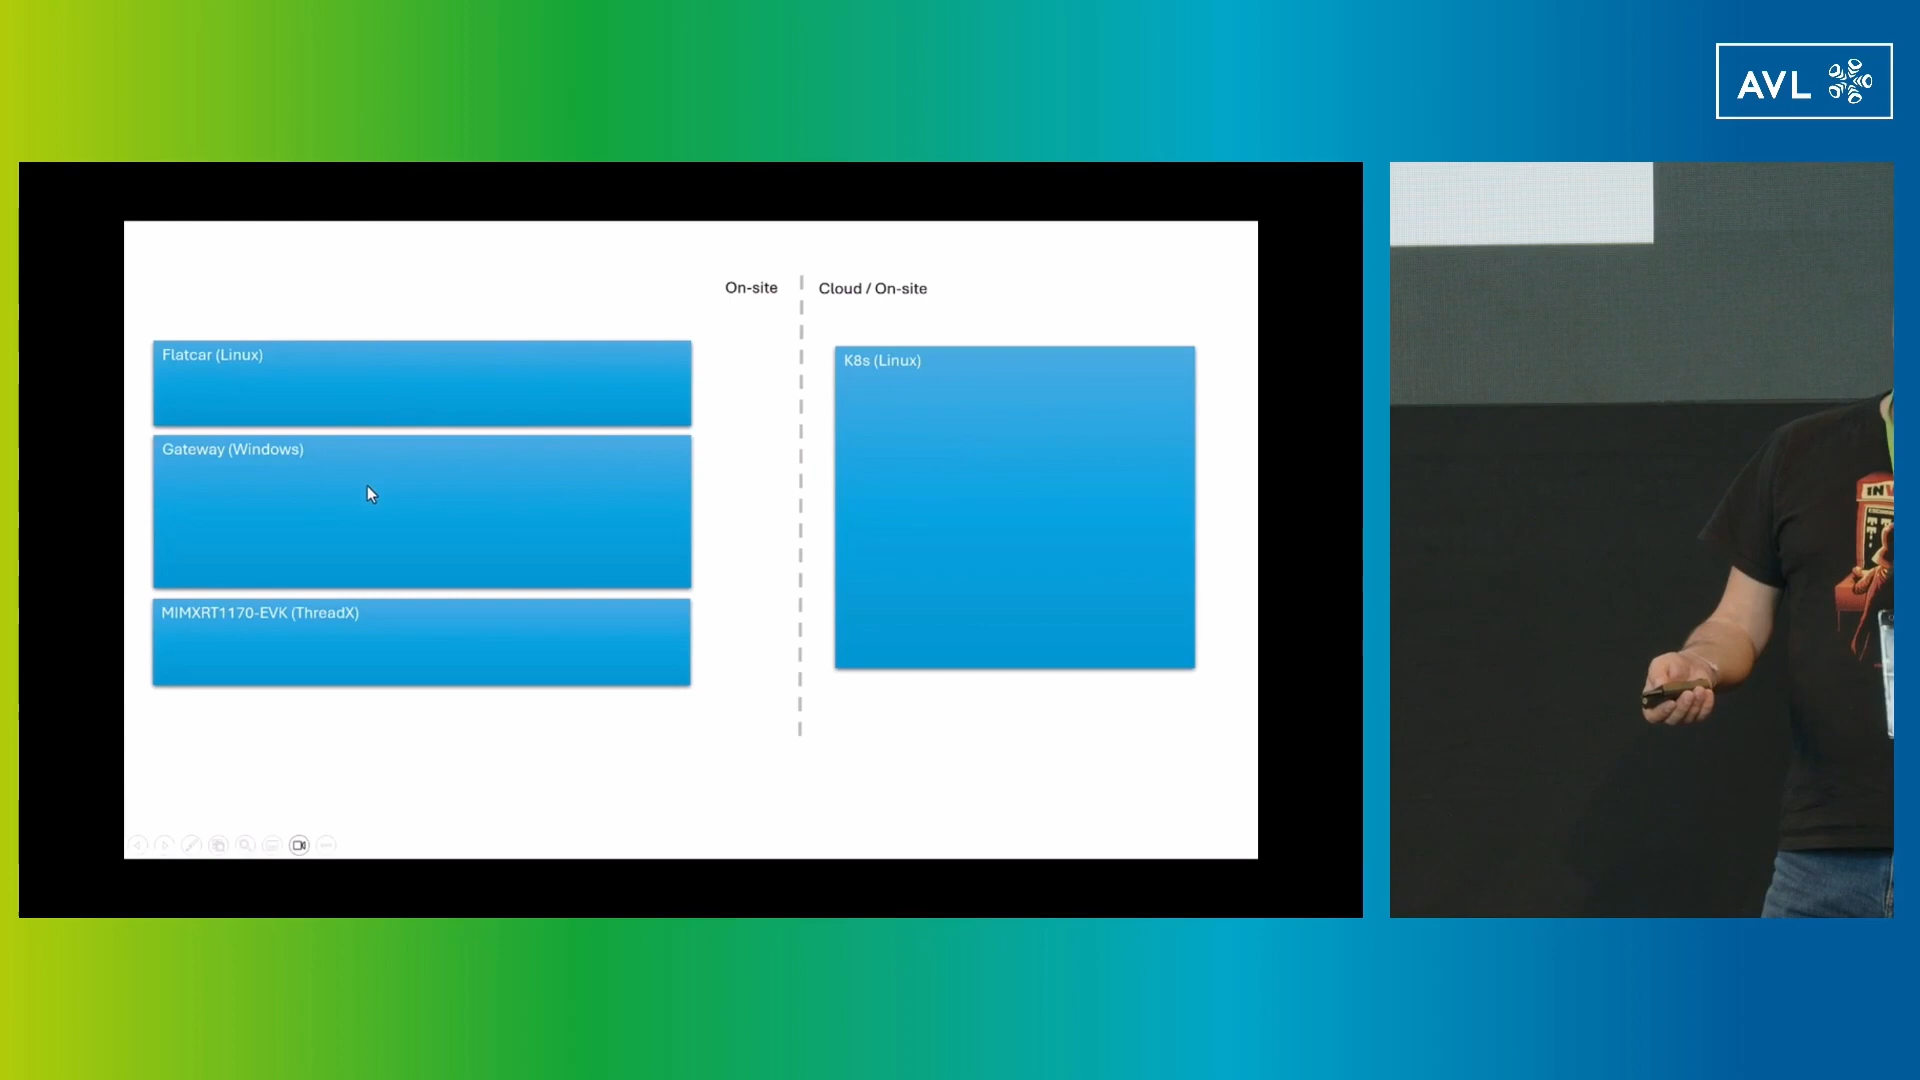 AVL
On-site
Cloud / On-site
Flatcar (Linux)
K8s (Linux)
Gateway (Windows)
MIMXRT1170-EVK (ThreadX)